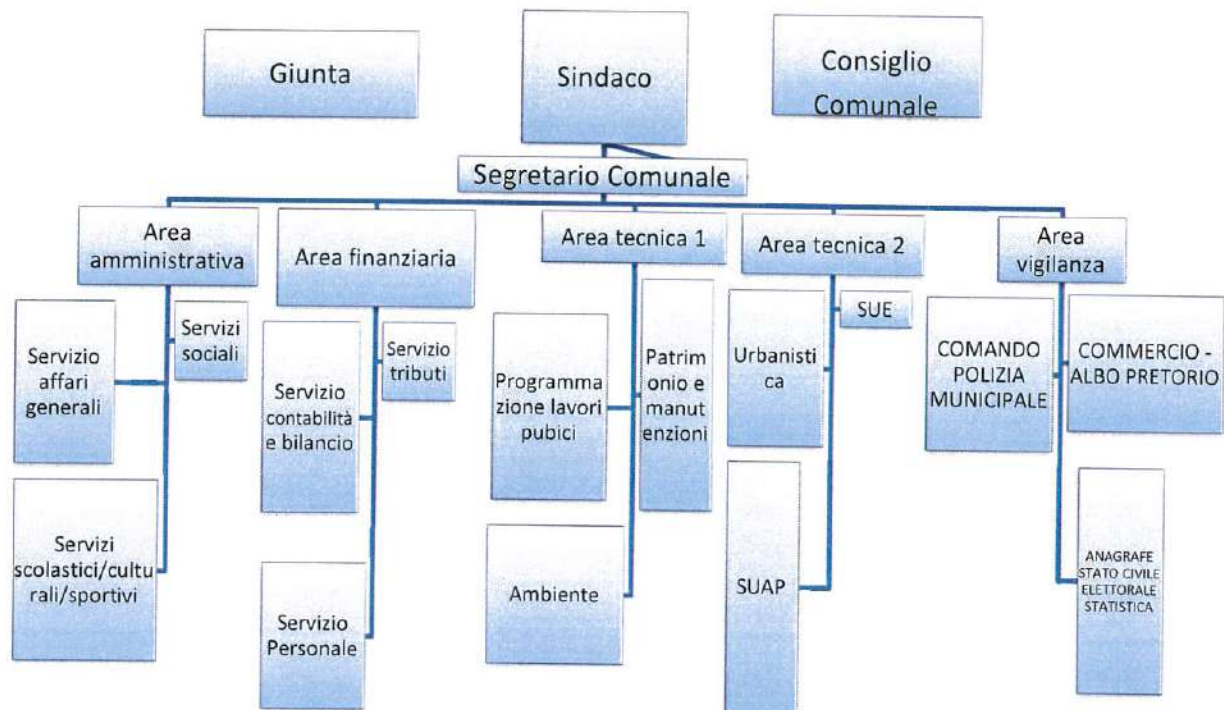 Giunta
Sindaco
Consiglio
Comunale
Segretario Comunale
Area
amministrativa
Area finanziaria
Area tecnica 1
Area tecnica 2
Area
vigilanza
Servizio
affari
generali
Servizi
sociali
Servizi
scolastici/cultu
rali/sportivi
Servizio
contabilità
e bilancio
Servizio
tributi
Servizio
Personale
Programma
zione lavori
pubici
Patrim
onio e
manut
enzioni
Ambiente
Urbanisti
ca
SUE
SUAP
COMANDO
POLIZIA
MUNICIPALE
COMMERCIO -
ALBO PRETORIO
ANAGRAFE
STATO CIVILE
ELETTORALE
STATISTICA